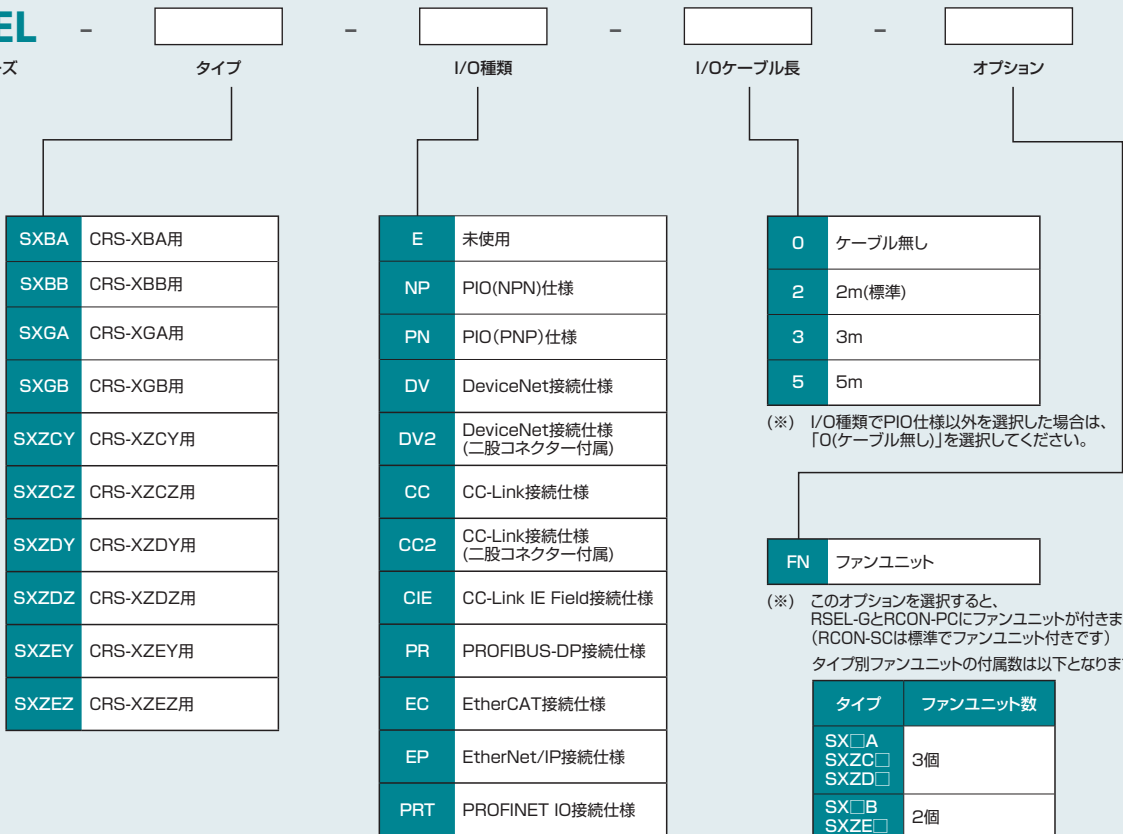 EL - - - -
ズ タイプ I/O種類 I/Oケーブル長 オプション
SXBA CRS-XBA用
SXBB CRS-XBB用
SXGA CRS-XGA用
SXGB CRS-XGB用
SXZCY CRS-XZCY用
SXZCZ CRS-XZCZ用
SXZDY CRS-XZDY用
SXZDZ CRS-XZDZ用
SXZEY CRS-XZEY用
SXZEZ CRS-XZEZ用
E 未使用
NP PIO(NPN)仕様
PN PIO(PNP)仕様
DV DeviceNet接続仕様
DV2 DeviceNet接続仕様
(二股コネクター付属)
CC CC-Link接続仕様
CC2 CC-Link接続仕様
(二股コネクター付属)
CIE CC-Link IE Field接続仕様
PR PROFIBUS-DP接続仕様
EC EtherCAT接続仕様
EP EtherNet/IP接続仕様
PRT PROFINET IO接続仕様
0 ケーブル無し
2 2m(標準)
3 3m
5 5m
(※) I/O種類でPIO仕様以外を選択した場合は、
「0(ケーブル無し)」を選択してください。
FN ファンユニット
(※) このオプションを選択すると、
RSEL-GとRCON-PCにファンユニットが付きま
(RCON-SCは標準でファンユニット付きです)
タイプ別ファンユニットの付属数は以下となりま
タイプ ファンユニット数
SX□A
SXZC□ 3個
SXZD□
SX□B 2個
SXZE□